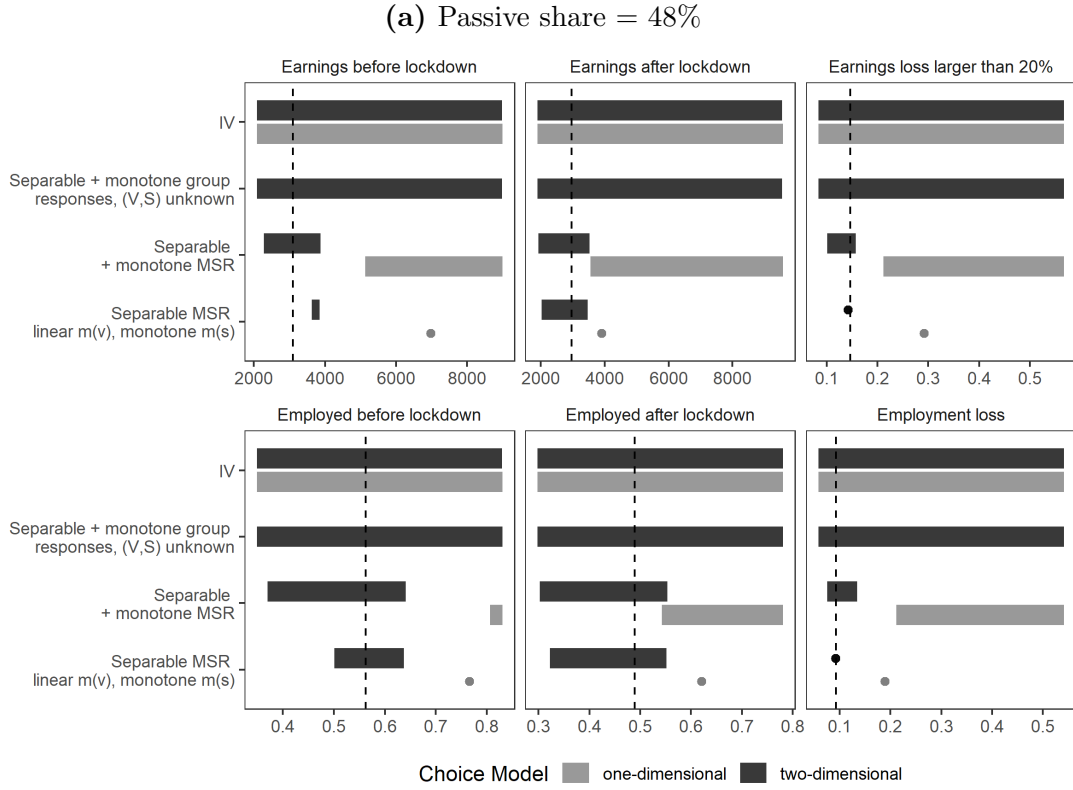 (a) Passive share = 48%
Earnings before lockdown
Earnings after lockdown
Earnings loss larger than 20%
IV
Separable + monotone group
responses, (V,S) unknown
Separable
+ monotone MSR
Separable MSR
linear m(v), monotone m(s)
2000 4000 6000 8000
2000 4000 6000 8000
0.1 0.2 0.3 0.4 0.5
Employed before lockdown
Employed after lockdown
Employment loss
IV
Separable + monotone group
responses, (V,S) unknown
Separable
+ monotone MSR
Separable MSR
linear m(v), monotone m(s)
0.4 0.5 0.6 0.7 0.8
0.3 0.4 0.5 0.6 0.7 0.8
0.1 0.2 0.3 0.4 0.5
Choice Model one-dimensional two-dimensional